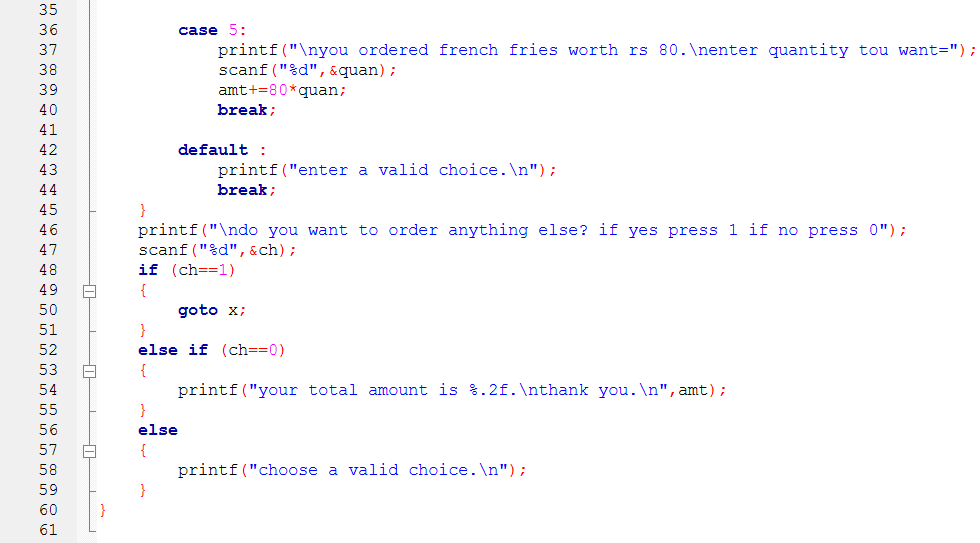 35
36 case 5:
37 printf("\nyou ordered french fries worth rs 80.\nenter quantity tou want=");
38 scanf("%d",&quan);
39 amt+=80*quan;
40 break;
41
42 default :
43 printf("enter a valid choice.\n");
44 break;
45 }
46 printf("\ndo you want to order anything else? if yes press 1 if no press 0");
47 scanf("%d",&ch);
48 if (ch==1)
49 {
50 goto x;
51 }
52 else if (ch==0)
53 {
54 printf("your total amount is %.2f.\nthank you.\n",amt);
55 }
56 else
57 {
58 printf("choose a valid choice.\n");
59 }
60 }
61